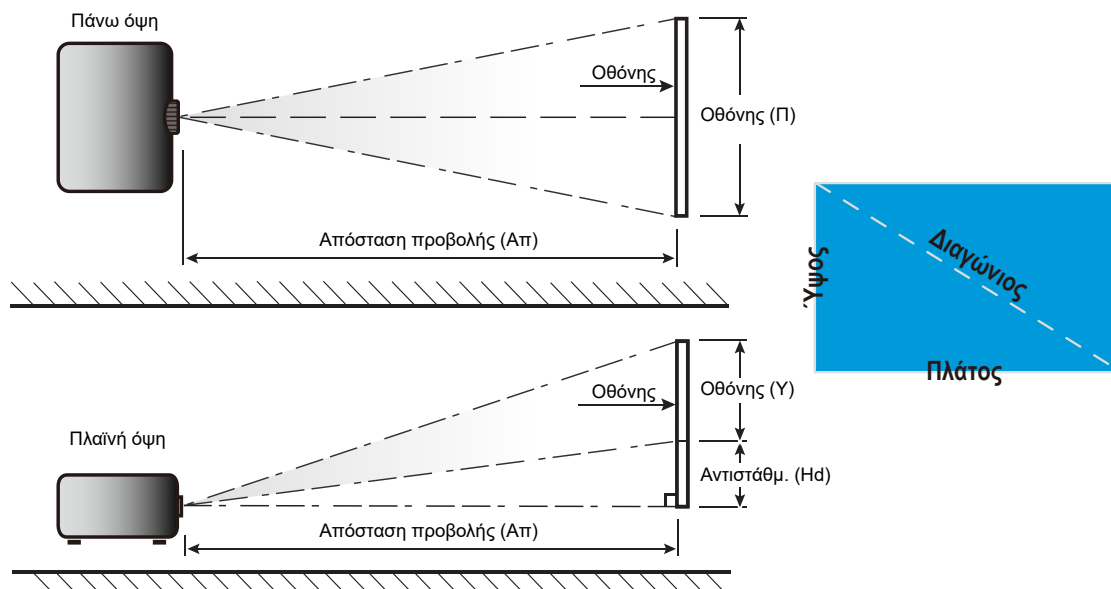 Πάνω όψη
Οθόνης
Οθόνης (Π)
Απόσταση προβολής (Απ)
Ύψος
Διαγώνιος
Πλάτος
Οθόνης
Οθόνης (Υ)
Πλαϊνή όψη
Αντιστάθμ. (Hd)
Απόσταση προβολής (Απ)